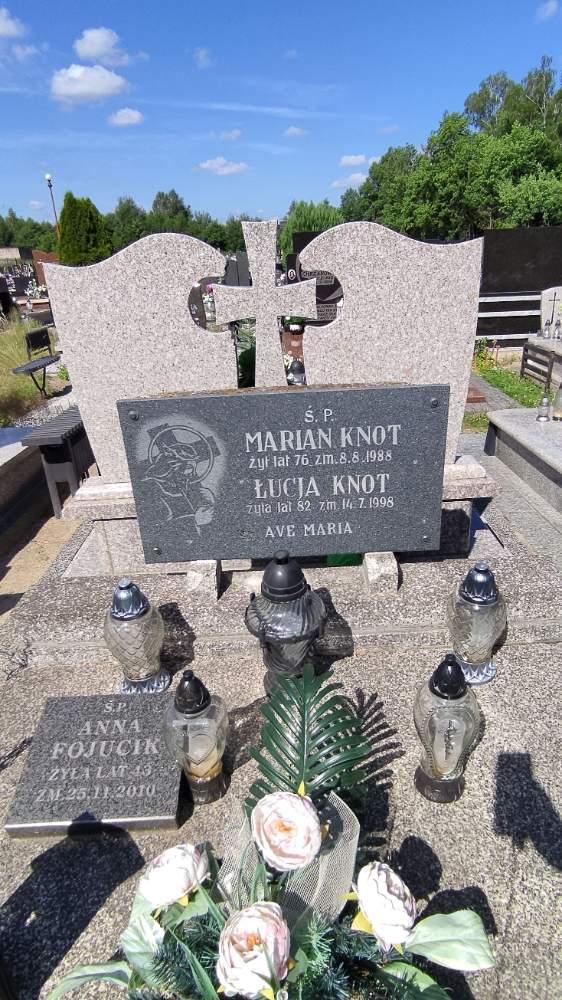 Ś. P.
MARIAN KNOT
żył lat 76 zm. 8.8.1988
ŁUCJA KNOT
żyła lat 82 zm. 14.7.1998
AVE MARIA
Ś.P.
ANNA
FOJUCIK
ŻYŁA LAT 43
ZM. 25.11.2010